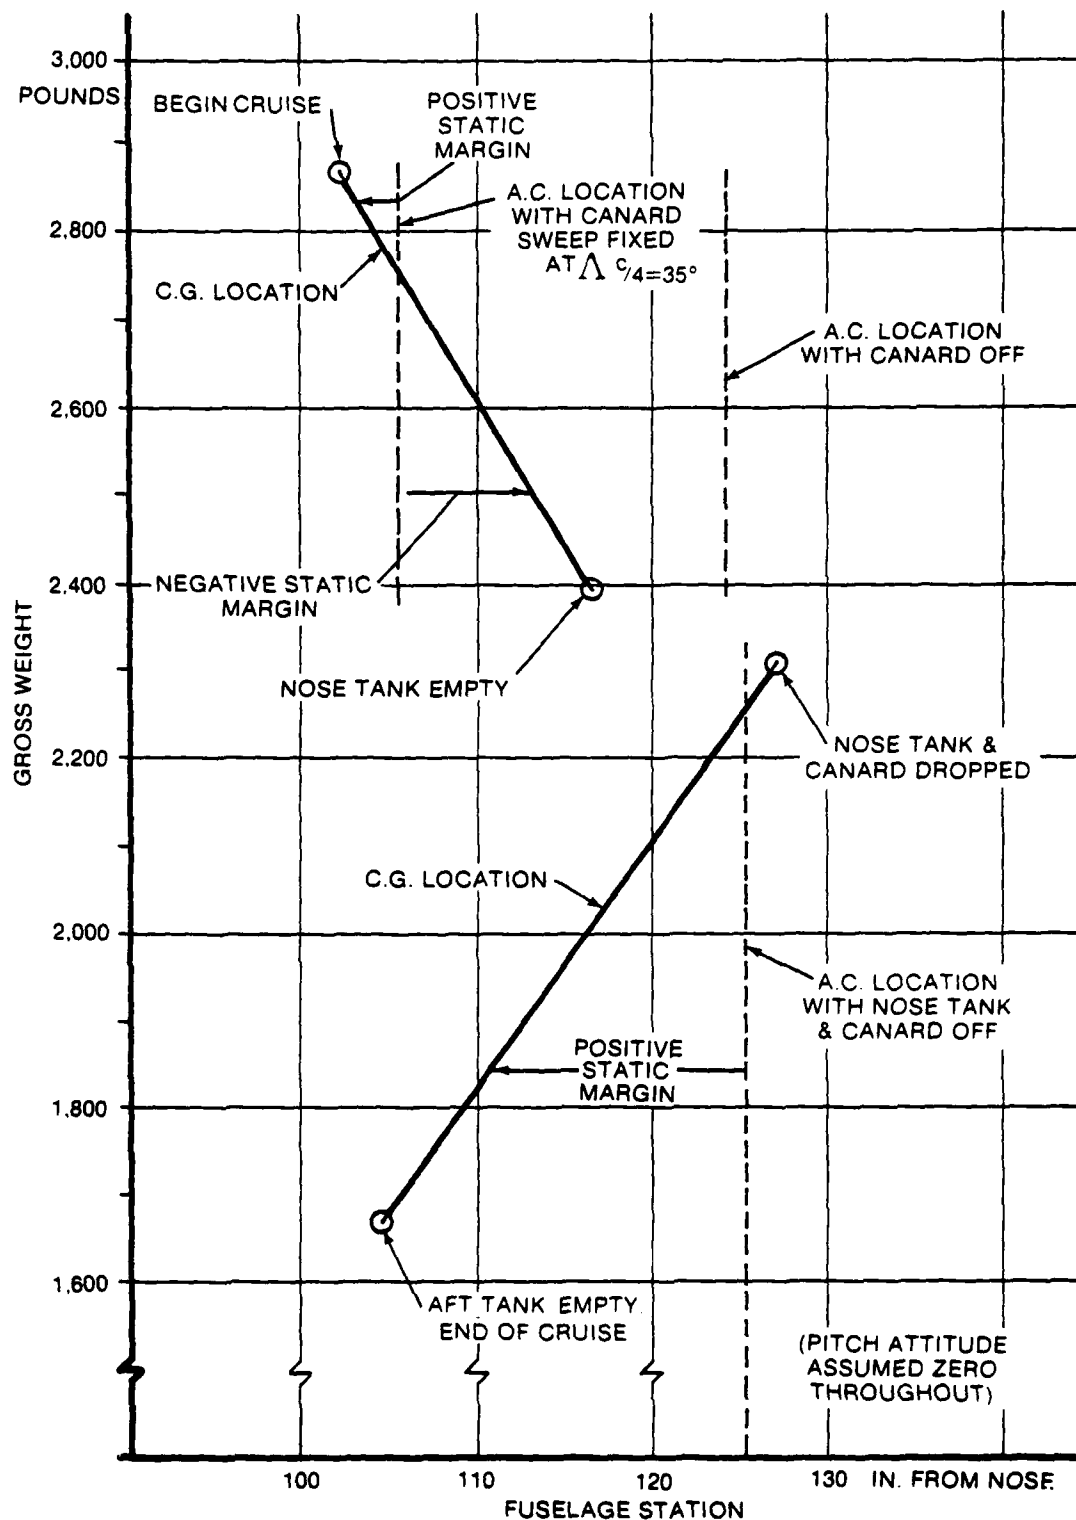 3,000
POUNDS
BEGIN CRUISE
POSITIVE
STATIC
MARGIN
A.C. LOCATION
WITH CANARD
SWEEP FIXED
AT Λ c/4=35°
2,800
C.G. LOCATION
A.C. LOCATION
WITH CANARD OFF
2,600
NEGATIVE STATIC
MARGIN
2,400
GROSS WEIGHT
NOSE TANK EMPTY
NOSE TANK &
CANARD DROPPED
2,200
C.G. LOCATION
2,000
A.C. LOCATION
WITH NOSE TANK
& CANARD OFF
POSITIVE
STATIC
MARGIN
1,800
1,600
AFT TANK EMPTY
END OF CRUISE
(PITCH ATTITUDE
ASSUMED ZERO
THROUGHOUT)
100 110 120 130 IN. FROM NOSE
FUSELAGE STATION